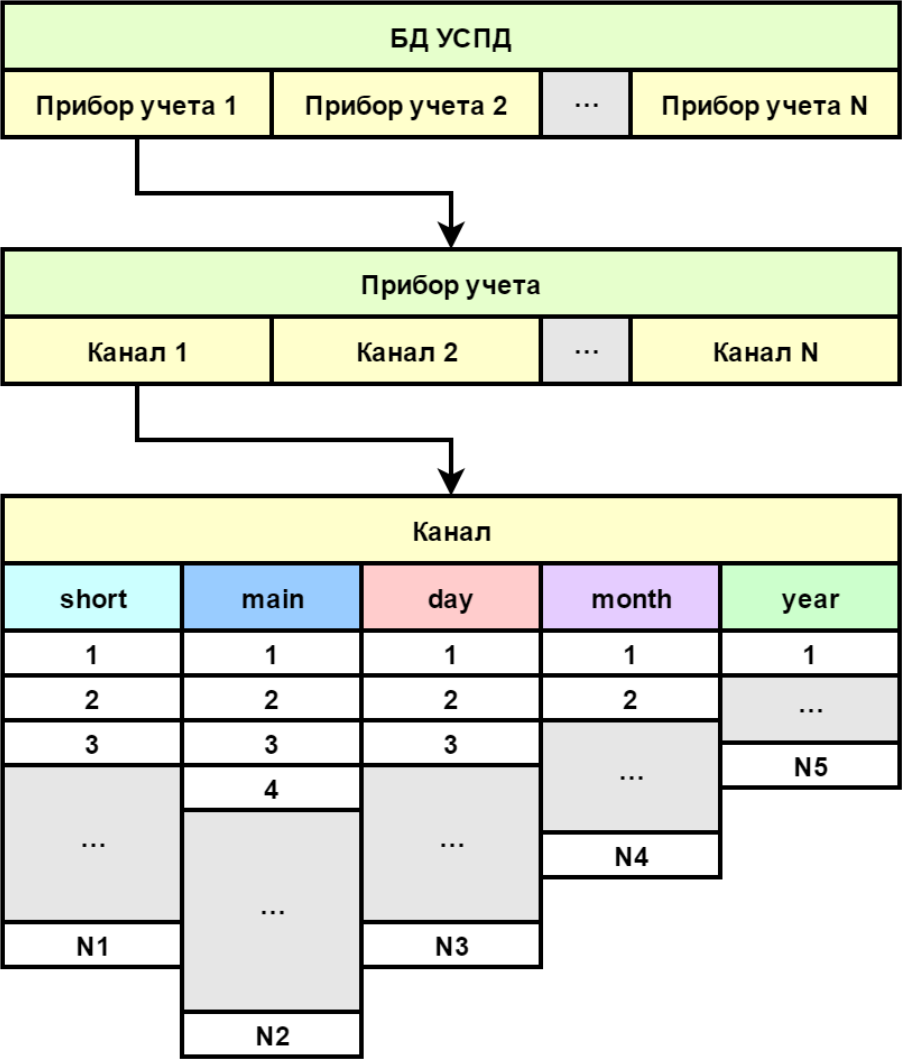 БД УСПД
Прибор учета 1 Прибор учета 2 ... Прибор учета N
Прибор учета
Канал 1 Канал 2 ... Канал N
Канал
short main day month year
1 1 1 1 1
2 2 2 2 ...
3 3 3 ... N5
... 4 ... N4
N1 ... N3
N2